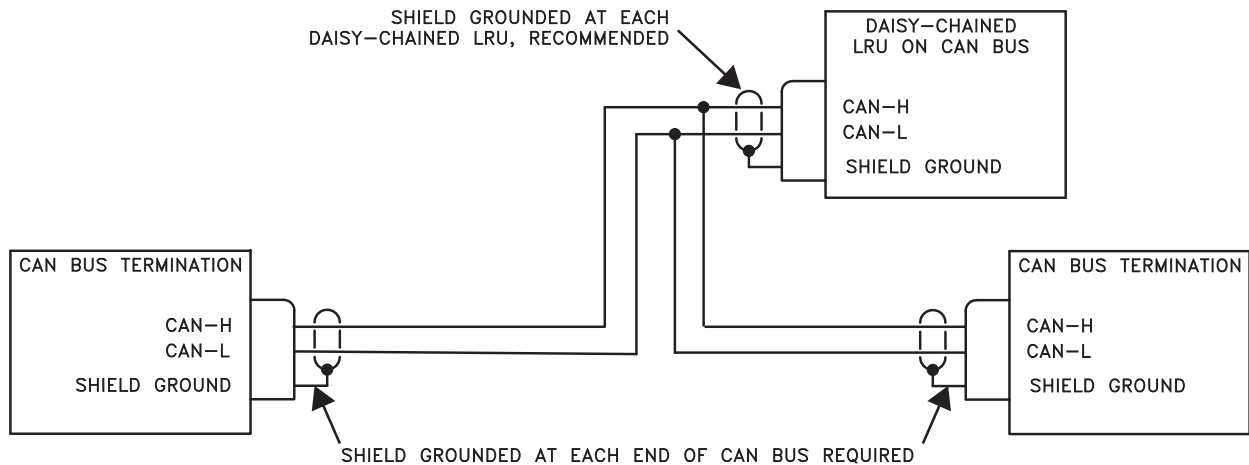 SHIELD GROUNDED AT EACH
DAISY-CHAINED LRU, RECOMMENDED
DAISY-CHAINED
LRU ON CAN BUS
CAN-H
CAN-L
SHIELD GROUND
CAN BUS TERMINATION
CAN-H
CAN-L
SHIELD GROUND
CAN BUS TERMINATION
CAN-H
CAN-L
SHIELD GROUND
SHIELD GROUNDED AT EACH END OF CAN BUS REQUIRED